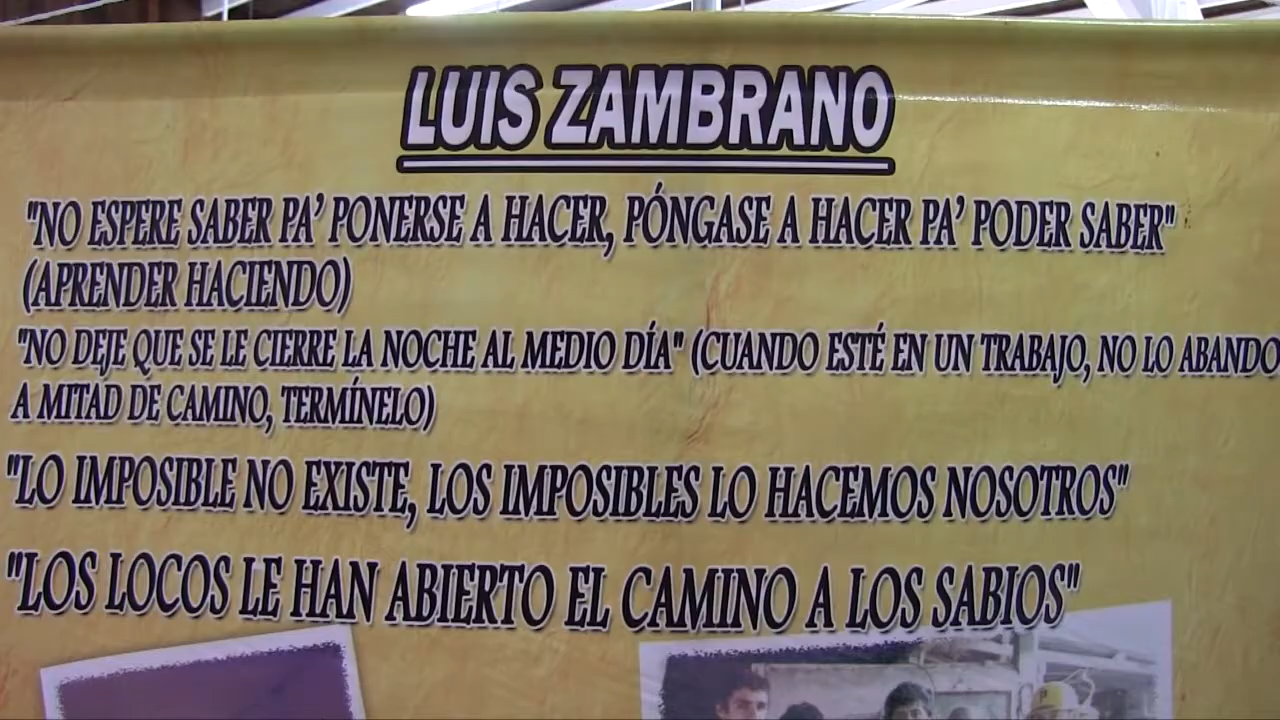 LUIS ZAMBRANO
"NO ESPERE SABER PA' PONERSE A HACER, PÓNGASE A HACER PA' PODER SABER"
(APRENDER HACIENDO)
"NO DEJE QUE SE LE CIERRE LA NOCHE AL MEDIO DÍA" (CUANDO ESTÉ EN UN TRABAJO, NO LO ABANDO
A MITAD DE CAMINO, TERMÍNELO)
"LO IMPOSIBLE NO EXISTE, LOS IMPOSIBLES LO HACEMOS NOSOTROS"
"LOS LOCOS LE HAN ABIERTO EL CAMINO A LOS SABIOS"